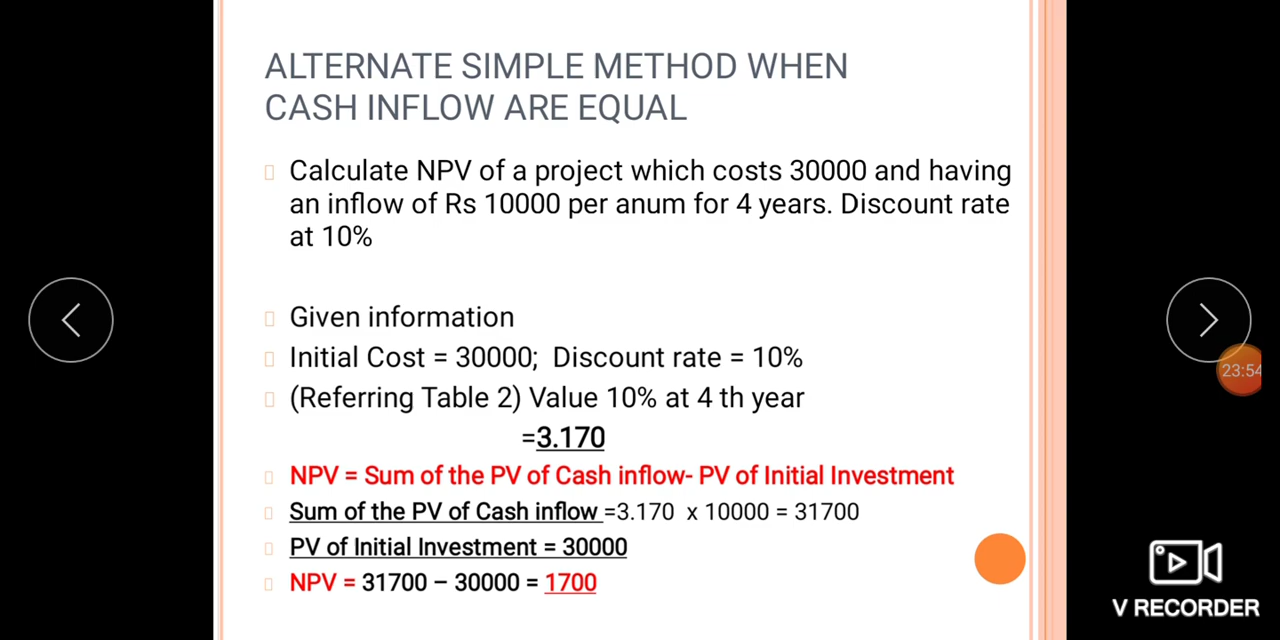 ALTERNATE SIMPLE METHOD WHEN
CASH INFLOW ARE EQUAL
Calculate NPV of a project which costs 30000 and having
an inflow of Rs 10000 per anum for 4 years. Discount rate
at 10%
Given information
Initial Cost = 30000; Discount rate = 10%
(Referring Table 2) Value 10% at 4 th year
=3.170
NPV = Sum of the PV of Cash inflow- PV of Initial Investment
Sum of the PV of Cash inflow =3.170 x 10000 = 31700
PV of Initial Investment = 30000
NPV = 31700 – 30000 = 1700
23:54
V RECORDER